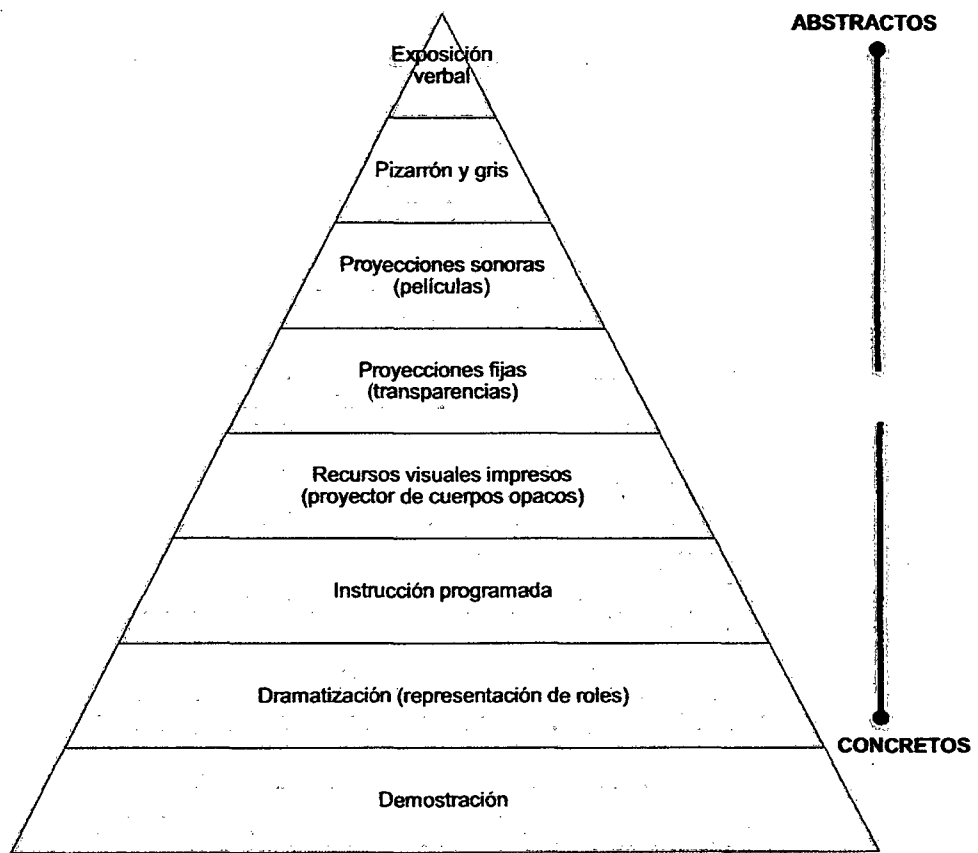 ABSTRACTOS
Exposición
verbal
Pizarrón y gris
Proyecciones sonoras
(películas)
Proyecciones fijas
(transparencias)
Recursos visuales impresos
(proyector de cuerpos opacos)
Instrucción programada
Dramatización (representación de roles)
CONCRETOS
Demostración